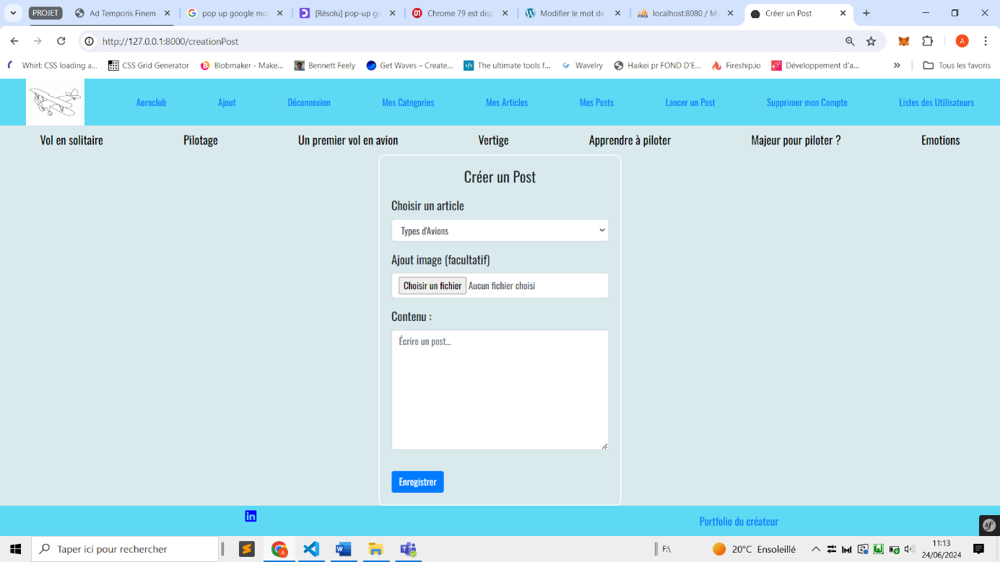 PROJET
Ad Temporis Finem
pop up google mo
[Résolu] pop-up go
Chrome 79 est disp
Modifier le mot de
localhost:8080 / My
Créer un Post
http://127.0.0.1:8000/creationPost
A
Whirl: CSS loading a...
CSS Grid Generator
Blobmaker - Make...
Bennett Feely
Get Waves – Create...
The ultimate tools f...
Wavelry
Haikei pr FOND D'E...
Fireship.io
Développement d'a...
Tous les favoris
Aeroclub
Ajout
Déconnexion
Mes Categories
Mes Articles
Mes Posts
Lancer un Post
Supprimer mon Compte
Listes des Utilisateurs
Vol en solitaire
Pilotage
Un premier vol en avion
Vertige
Apprendre à piloter
Majeur pour piloter ?
Emotions
Créer un Post
Choisir un article
Types d'Avions
Ajout image (facultatif)
Choisir un fichier Aucun fichier choisi
Contenu :
Écrire un post...
Enregistrer
in
Portfolio du créateur
sf
Taper ici pour rechercher
F:\
20°C Ensoleillé
11:13
24/06/2024